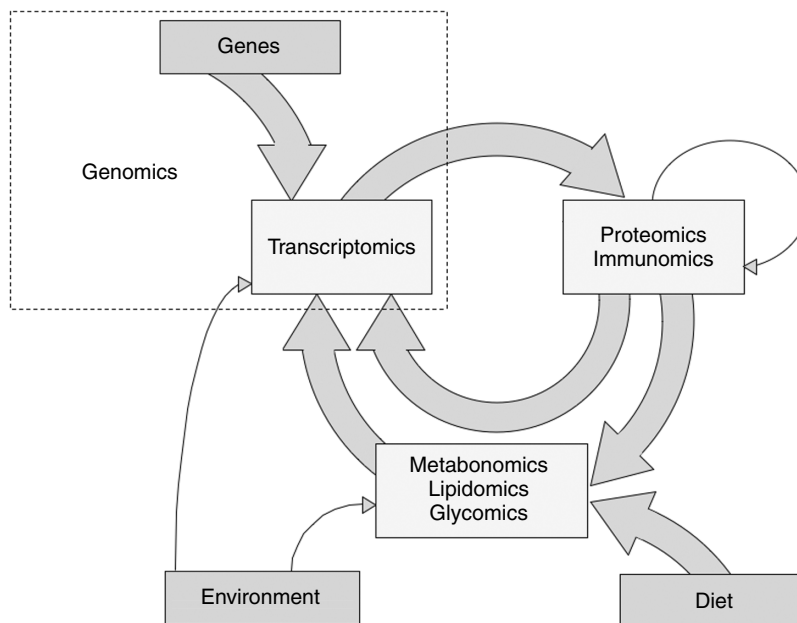 Genes
Genomics
Transcriptomics
Proteomics
Immunomics
Metabonomics
Lipidomics
Glycomics
Environment
Diet